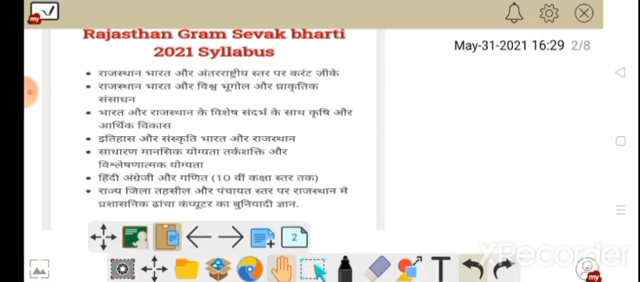 Rajasthan Gram Sevak bharti
2021 Syllabus
May-31-2021 16:29 2/8
• राजस्थान भारत और अंतरराष्ट्रीय स्तर पर करंट जीके
• राजस्थान भारत और विश्व भूगोल और प्राकृतिक
संसाधन
• भारत और राजस्थान के विशेष संदर्भ के साथ कृषि और
आर्थिक विकास
• इतिहास और संस्कृति भारत और राजस्थान
• साधारण मानसिक योग्यता तर्कशक्ति और
विश्लेषणात्मक योग्यता
• हिंदी अंग्रेजी और गणित (10 वीं कक्षा स्तर तक)
• राज्य जिला तहसील और पंचायत स्तर पर राजस्थान में
प्रशासनिक ढांचा कंप्यूटर का बुनियादी ज्ञान.
2
T
XRecorder
my
my